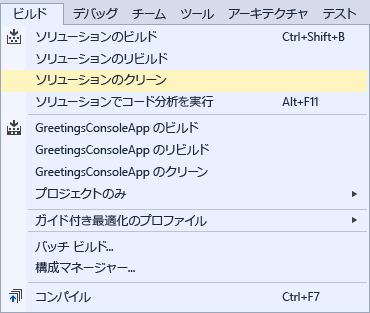 ビルド デバッグ チーム ツール アーキテクチャ テスト
ソリューションのビルド Ctrl+Shift+B
ソリューションのリビルド
ソリューションのクリーン
ソリューションでコード分析を実行 Alt+F11
GreetingsConsoleApp のビルド
GreetingsConsoleApp のリビルド
GreetingsConsoleApp のクリーン
プロジェクトのみ
ガイド付き最適化のプロファイル
バッチ ビルド...
構成マネージャー...
コンパイル Ctrl+F7